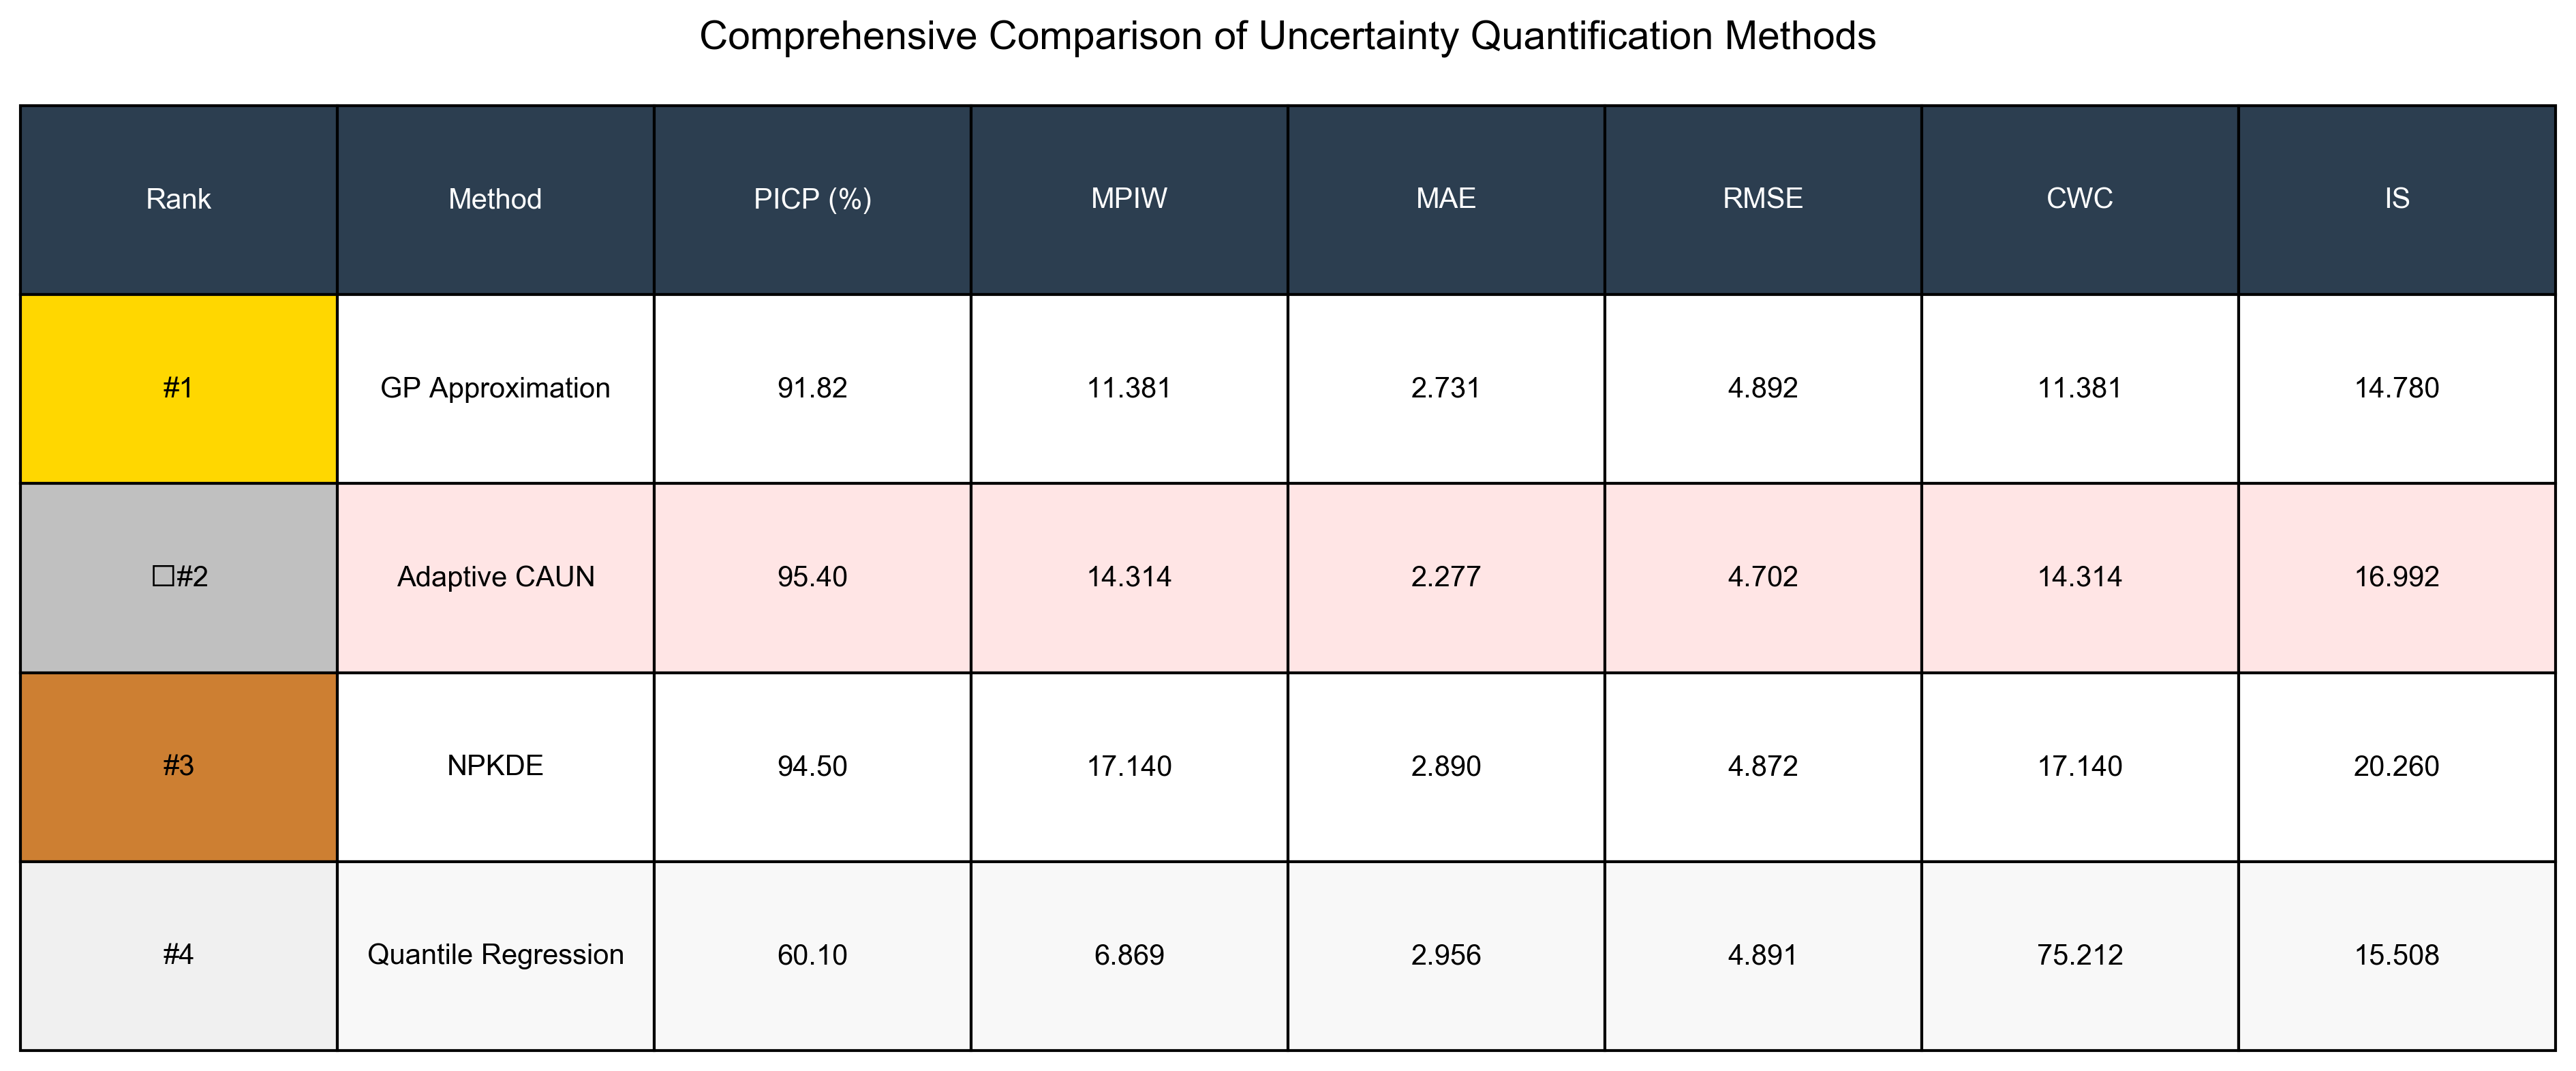 Comprehensive Comparison of Uncertainty Quantification Methods
Rank Method PICP (%) MPIW MAE RMSE CWC IS
#1 GP Approximation 91.82 11.381 2.731 4.892 11.381 14.780
□#2 Adaptive CAUN 95.40 14.314 2.277 4.702 14.314 16.992
#3 NPKDE 94.50 17.140 2.890 4.872 17.140 20.260
#4 Quantile Regression 60.10 6.869 2.956 4.891 75.212 15.508